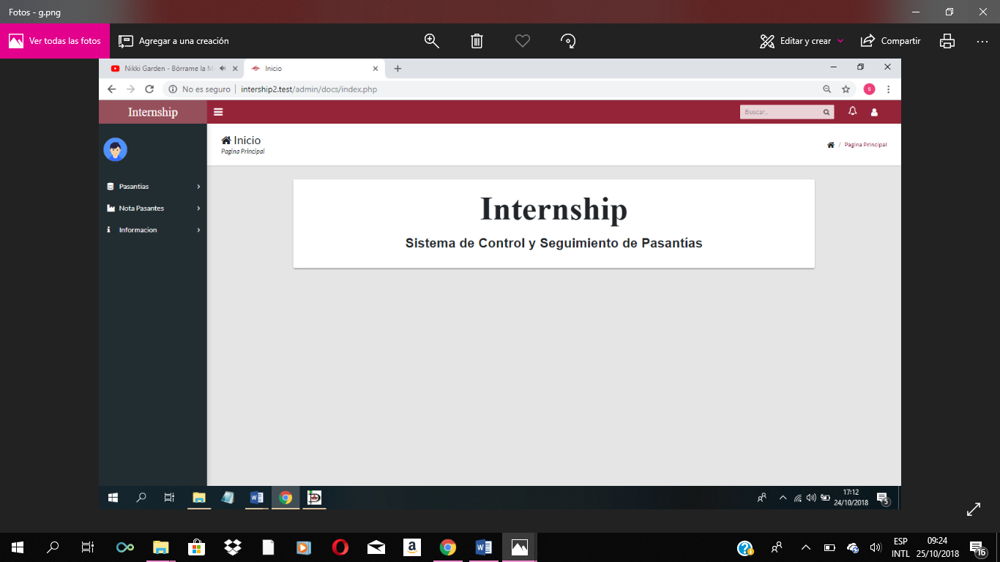 Fotos - g.png
Ver todas las fotos
Agregar a una creación
Editar y crear
Compartir
Nikki Garden - Bórrame la M
Inicio
No es seguro | intership2.test/admin/docs/index.php
s
Internship
Buscar...
Inicio
Pagina Principal
/ Pagina Principal
Pasantias
Nota Pasantes
Informacion
Internship
Sistema de Control y Seguimiento de Pasantías
17:12
24/10/2018
5
ESP
INTL
09:24
25/10/2018
16